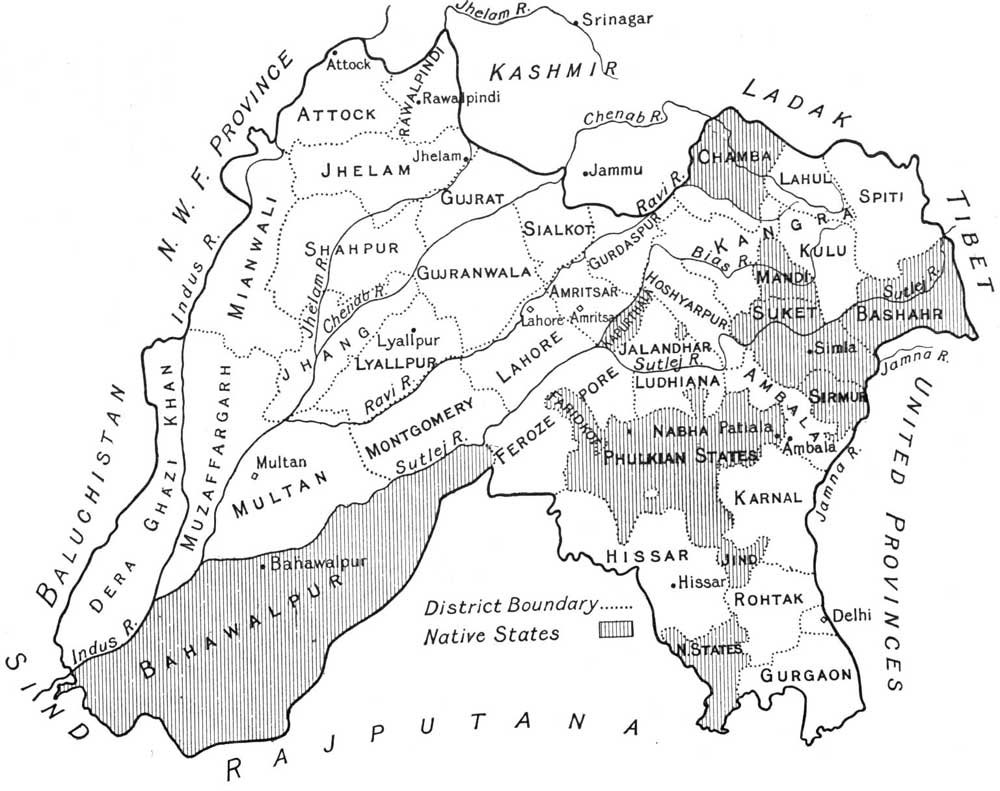 Jhelam R.
Srinagar
KASHMIR
LADAK
TIBET
N. W. F. PROVINCE
Attock
ATTOCK
RAWALPINDI
Rawalpindi
Chenab R.
Jammu
JHELAM
Jhelam
GUJRAT
Ravi R.
CHAMBA
LAHUL
SPITI
Indus R.
MIANWALI
SHAHPUR
Jhelam R.
Chenab R.
SIALKOT
GURDASPUR
KANGRA
Bias R.
KULU
GUJRANWALA
AMRITSAR
HOSHYARPUR
MANDI
SUKET
Sutlej R.
BASHAHR
JHANG
Lyallpur
LYALLPUR
Ravi R.
Lahore
Amritsa
LAHORE
KAPURTHALA
JALANDHAR
Sutlej R.
LUDHIANA
Simla
Jamna R.
SIRMUR
AMBALA
BALUCHISTAN
DERA GHAZI KHAN
MUZAFFARGARH
MONTGOMERY
Sutlej R.
FEROZEPORE
FARIDKOT
NABHA
Patiala
PHULKIAN STATES
Ambala
Jamna R.
UNITED PROVINCES
Multan
MULTAN
KARNAL
Bahawalpur
BAHAWALPUR
HISSAR
Hissar
JIND
ROHTAK
Delhi
District Boundary.......
Native States
N. STATES
GURGAON
Indus R.
SIND
RAJPUTANA